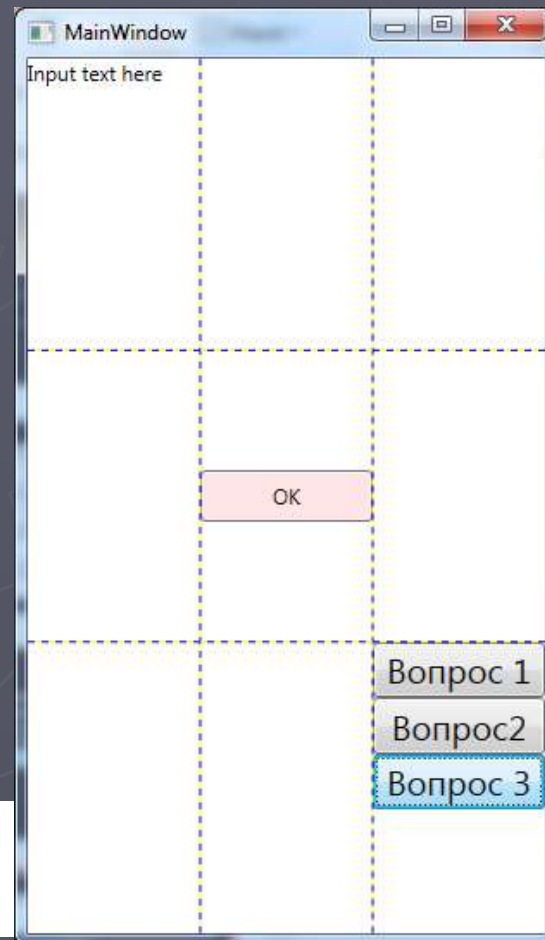 MainWindow
Input text here
OK
Вопрос 1
Вопрос2
Вопрос 3